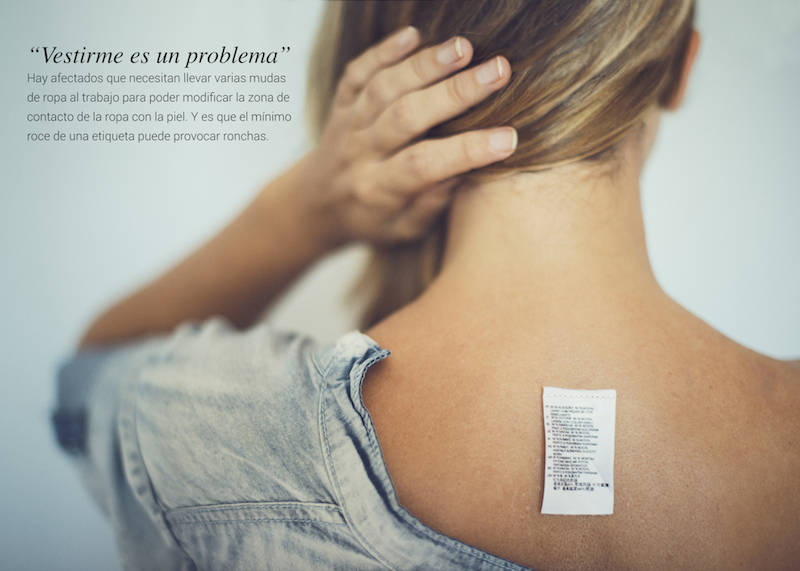 “Vestirme es un problema”
Hay afectados que necesitan llevar varias mudas
de ropa al trabajo para poder modificar la zona de
contacto de la ropa con la piel. Y es que el mínimo
roce de una etiqueta puede provocar ronchas.